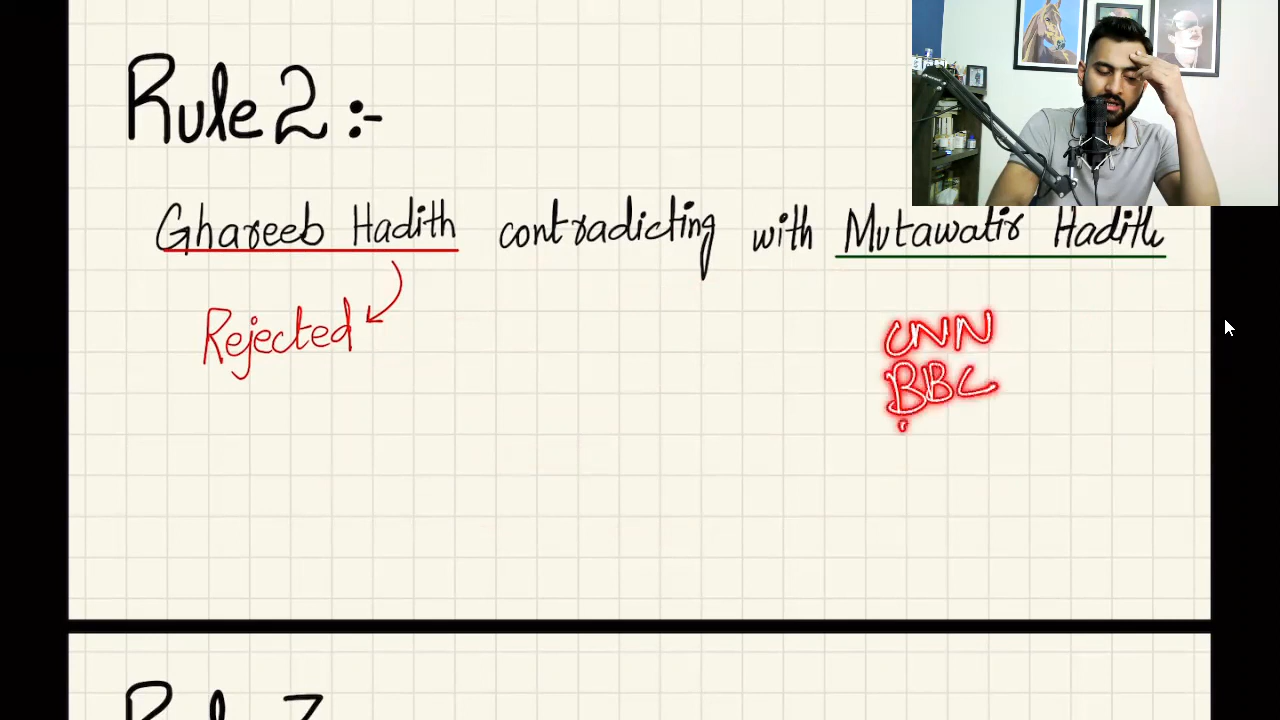 Rule 2 :-
Ghareeb Hadith contradicting with Mutawatir Hadith
Rejected
CNN
BBC